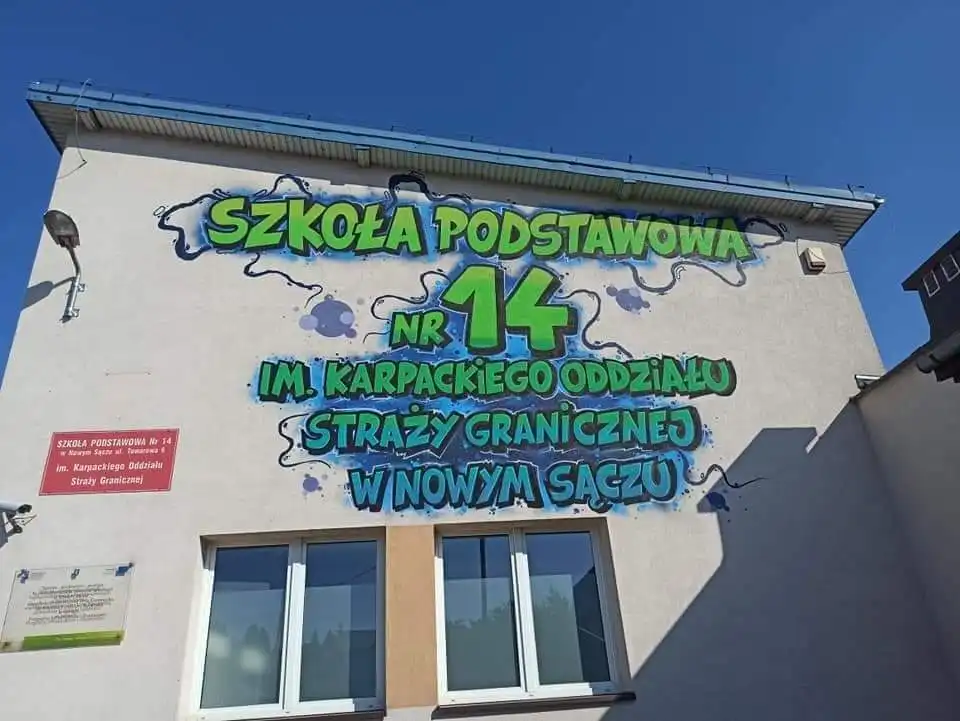 SZKOŁA PODSTAWOWA
NR 14
IM. KARPACKIEGO ODDZIAŁU
STRAŻY GRANICZNEJ
W NOWYM SĄCZU
SZKOŁA PODSTAWOWA Nr 14
w Nowym Sączu ul. Towarowa 6
im. Karpackiego Oddziału
Straży Granicznej